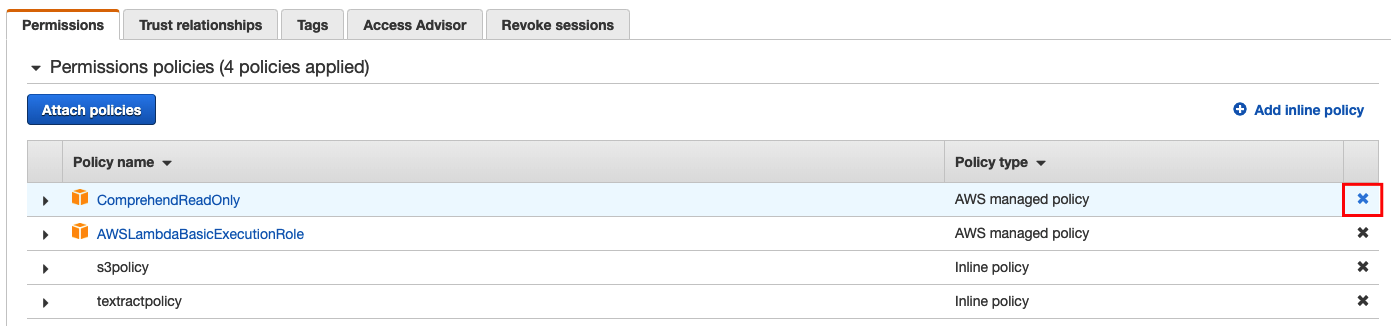 Permissions Trust relationships Tags Access Advisor Revoke sessions
Permissions policies (4 policies applied)
Attach policies Add inline policy
Policy name Policy type
ComprehendReadOnly AWS managed policy
AWSLambdaBasicExecutionRole AWS managed policy
s3policy Inline policy
textractpolicy Inline policy